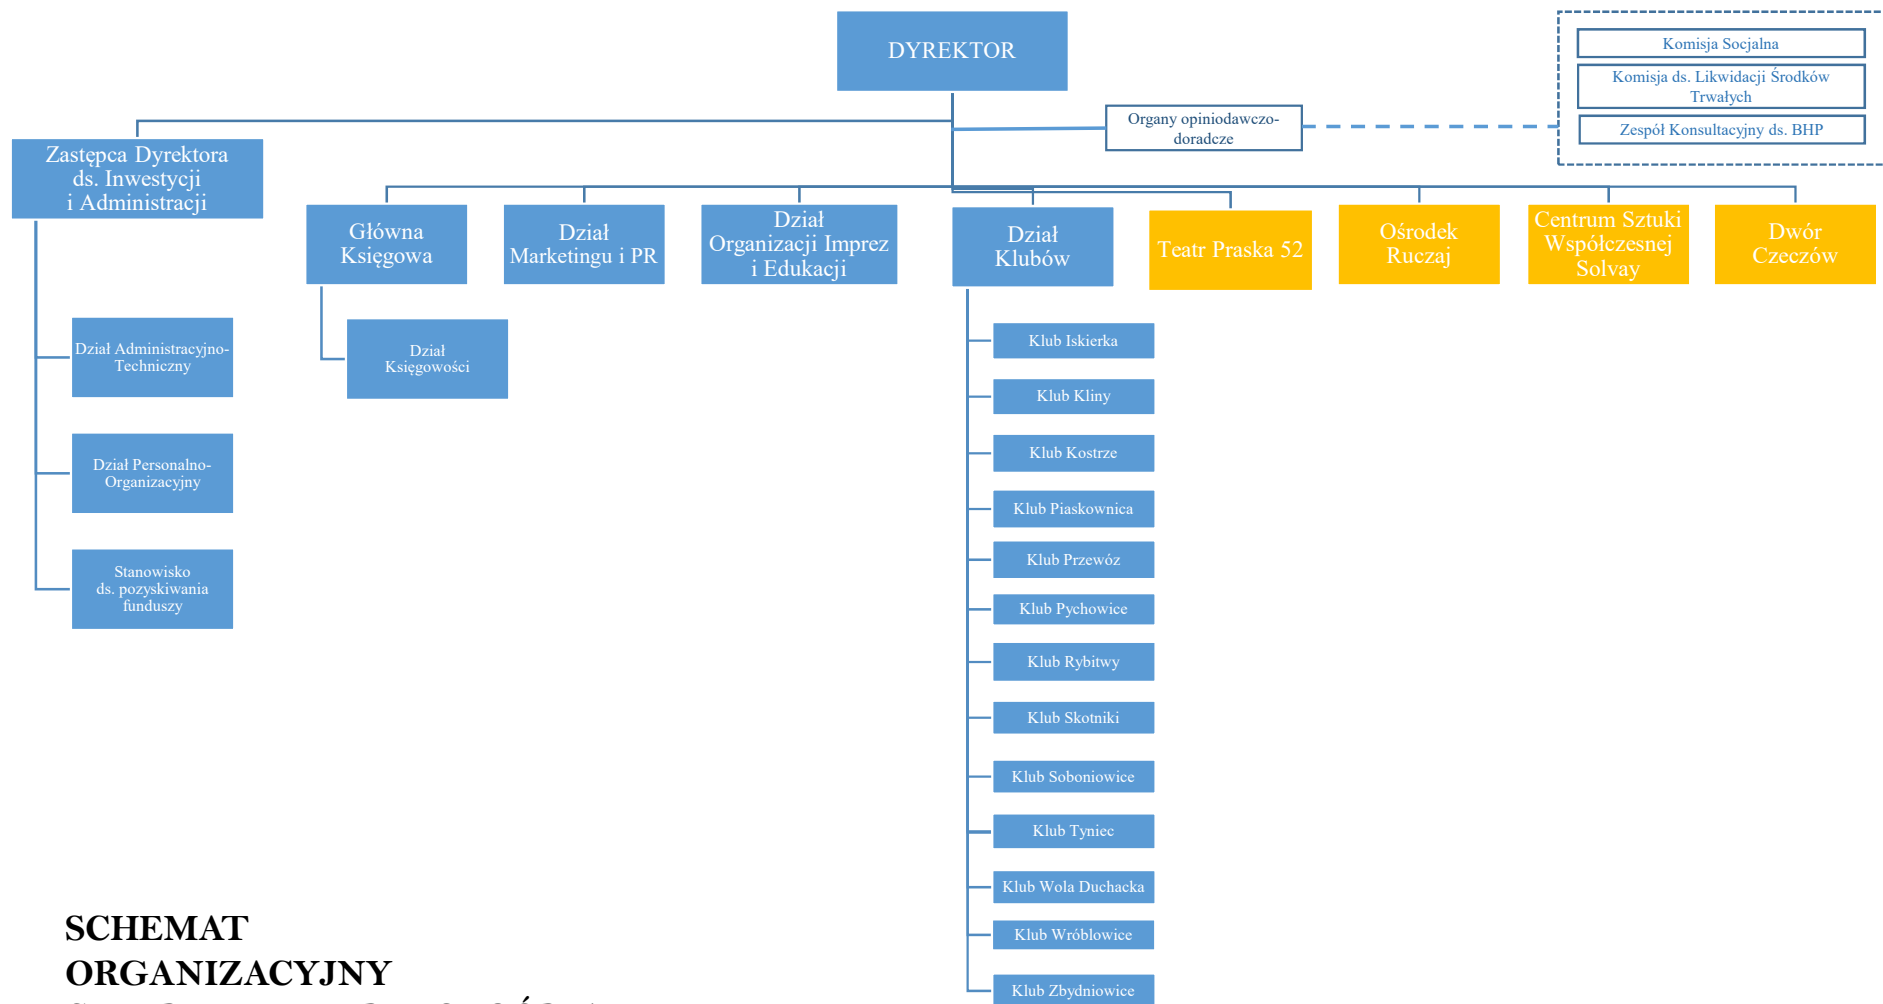 DYREKTOR
Komisja Socjalna
Komisja ds. Likwidacji Środków
Trwałych
Zespół Konsultacyjny ds. BHP
Organy opiniodawczo-
doradcze
Zastępca Dyrektora
ds. Inwestycji
i Administracji
Główna
Księgowa
Dział
Marketingu i PR
Dział
Organizacji Imprez
i Edukacji
Dział
Klubów
Teatr Praska 52
Ośrodek
Ruczaj
Centrum Sztuki
Współczesnej
Solvay
Dwór
Czeczów
Dział Administracyjno-
Techniczny
Dział Personalno-
Organizacyjny
Stanowisko
ds. pozyskiwania
funduszy
Dział
Księgowości
Klub Iskierka
Klub Kliny
Klub Kostrze
Klub Piaskownica
Klub Przewóz
Klub Pychowice
Klub Rybitwy
Klub Skotniki
Klub Soboniowice
Klub Tyniec
Klub Wola Duchacka
Klub Wróblowice
Klub Zbydniowice
SCHEMAT
ORGANIZACYJNY